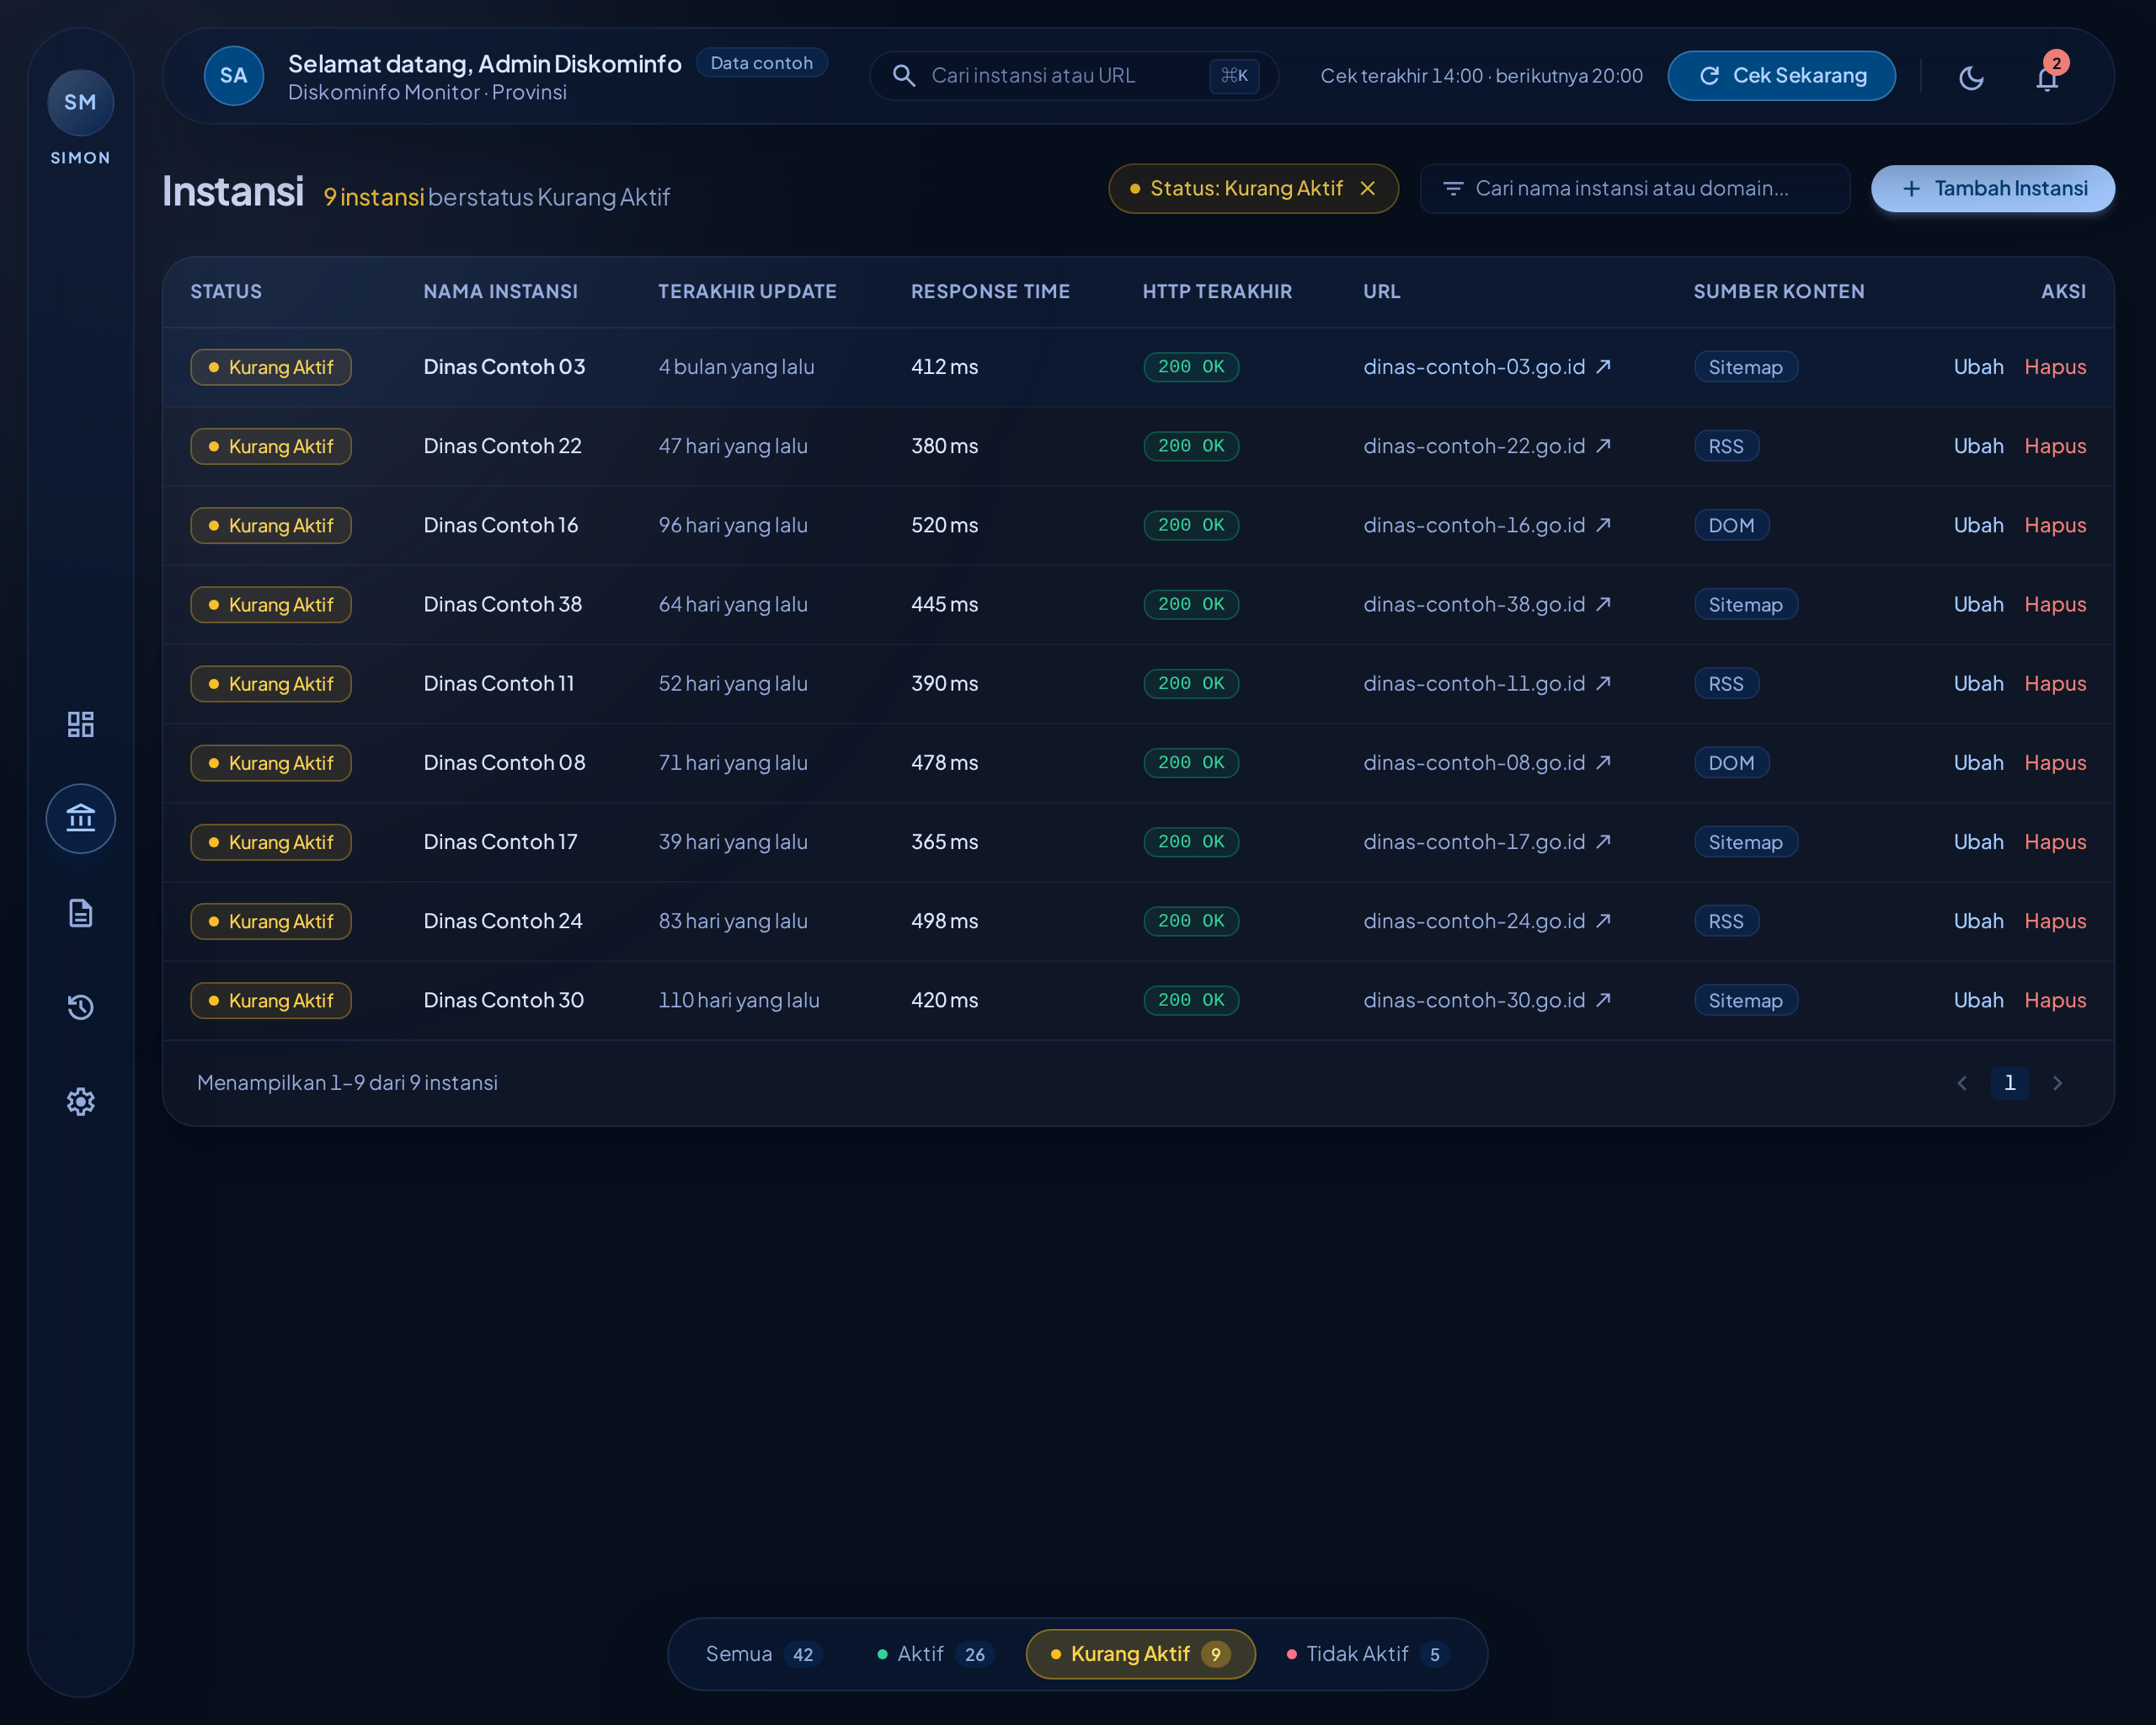 SM
SIMON
SA
Selamat datang, Admin Diskominfo
Data contoh
Diskominfo Monitor · Provinsi
Cari instansi atau URL
⌘K
Cek terakhir 14:00 · berikutnya 20:00
Cek Sekarang
2
Instansi
9 instansi berstatus Kurang Aktif
Status: Kurang Aktif
Cari nama instansi atau domain...
Tambah Instansi
STATUS NAMA INSTANSI TERAKHIR UPDATE RESPONSE TIME HTTP TERAKHIR URL SUMBER KONTEN AKSI
Kurang Aktif Dinas Contoh 03 4 bulan yang lalu 412 ms 200 OK dinas-contoh-03.go.id Sitemap Ubah Hapus
Kurang Aktif Dinas Contoh 22 47 hari yang lalu 380 ms 200 OK dinas-contoh-22.go.id RSS Ubah Hapus
Kurang Aktif Dinas Contoh 16 96 hari yang lalu 520 ms 200 OK dinas-contoh-16.go.id DOM Ubah Hapus
Kurang Aktif Dinas Contoh 38 64 hari yang lalu 445 ms 200 OK dinas-contoh-38.go.id Sitemap Ubah Hapus
Kurang Aktif Dinas Contoh 11 52 hari yang lalu 390 ms 200 OK dinas-contoh-11.go.id RSS Ubah Hapus
Kurang Aktif Dinas Contoh 08 71 hari yang lalu 478 ms 200 OK dinas-contoh-08.go.id DOM Ubah Hapus
Kurang Aktif Dinas Contoh 17 39 hari yang lalu 365 ms 200 OK dinas-contoh-17.go.id Sitemap Ubah Hapus
Kurang Aktif Dinas Contoh 24 83 hari yang lalu 498 ms 200 OK dinas-contoh-24.go.id RSS Ubah Hapus
Kurang Aktif Dinas Contoh 30 110 hari yang lalu 420 ms 200 OK dinas-contoh-30.go.id Sitemap Ubah Hapus
Menampilkan 1–9 dari 9 instansi
1
Semua 42 Aktif 26 Kurang Aktif 9 Tidak Aktif 5